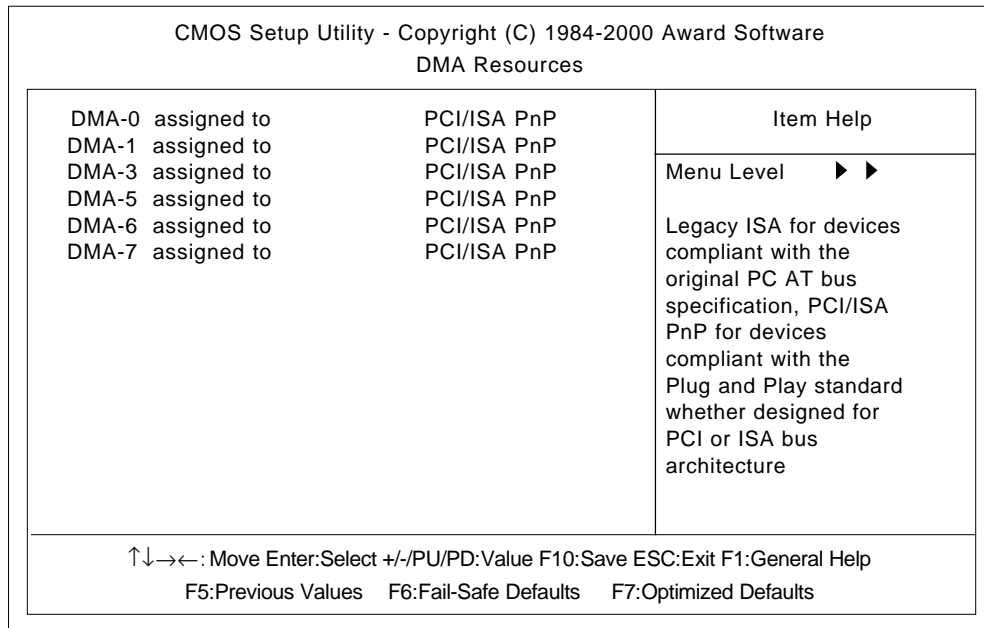 CMOS Setup Utility - Copyright (C) 1984-2000 Award Software
DMA Resources
DMA-0 assigned to PCI/ISA PnP
DMA-1 assigned to PCI/ISA PnP
DMA-3 assigned to PCI/ISA PnP
DMA-5 assigned to PCI/ISA PnP
DMA-6 assigned to PCI/ISA PnP
DMA-7 assigned to PCI/ISA PnP
Item Help
Menu Level ▶ ▶
Legacy ISA for devices
compliant with the
original PC AT bus
specification, PCI/ISA
PnP for devices
compliant with the
Plug and Play standard
whether designed for
PCI or ISA bus
architecture
↑↓→←: Move Enter:Select +/-/PU/PD:Value F10:Save ESC:Exit F1:General Help
F5:Previous Values F6:Fail-Safe Defaults F7:Optimized Defaults